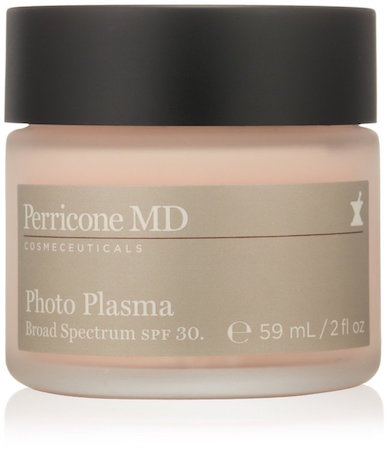 Perricone MD
COSMECEUTICALS
Photo Plasma
Broad Spectrum SPF 30. ℮ 59 mL / 2 fl oz